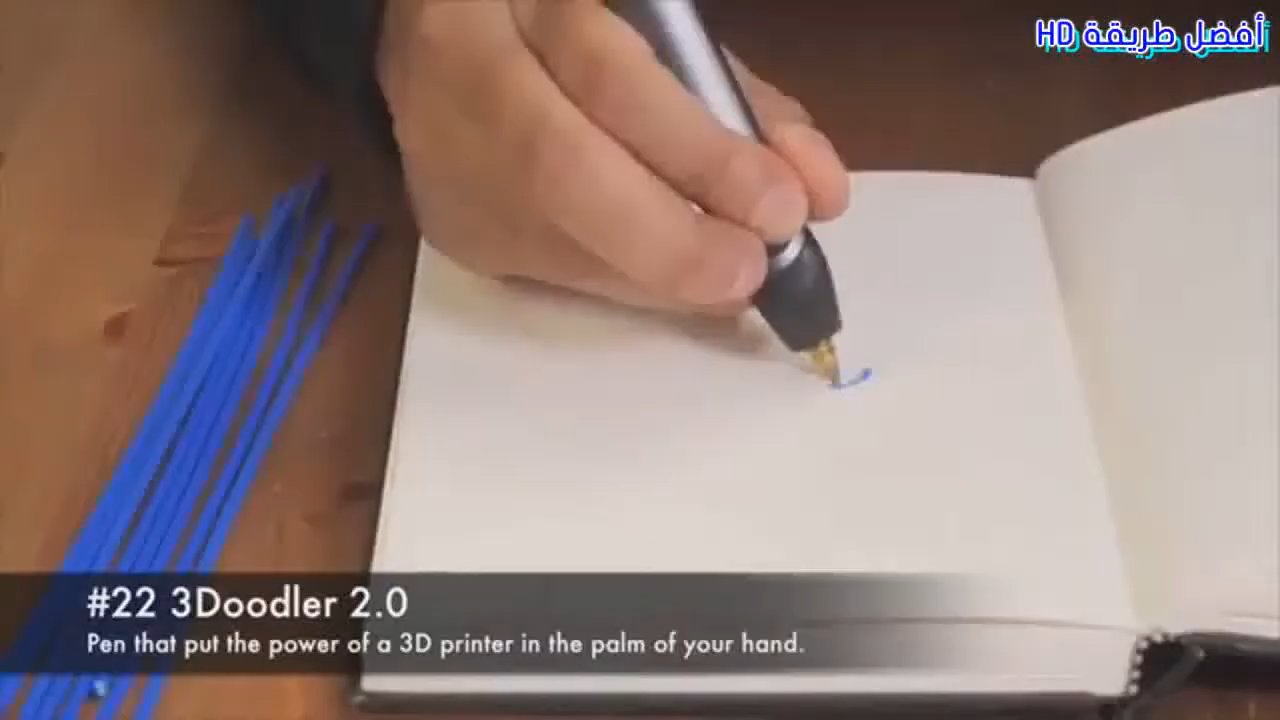 أفضل طريقة HD
#22 3Doodler 2.0
Pen that put the power of a 3D printer in the palm of your hand.